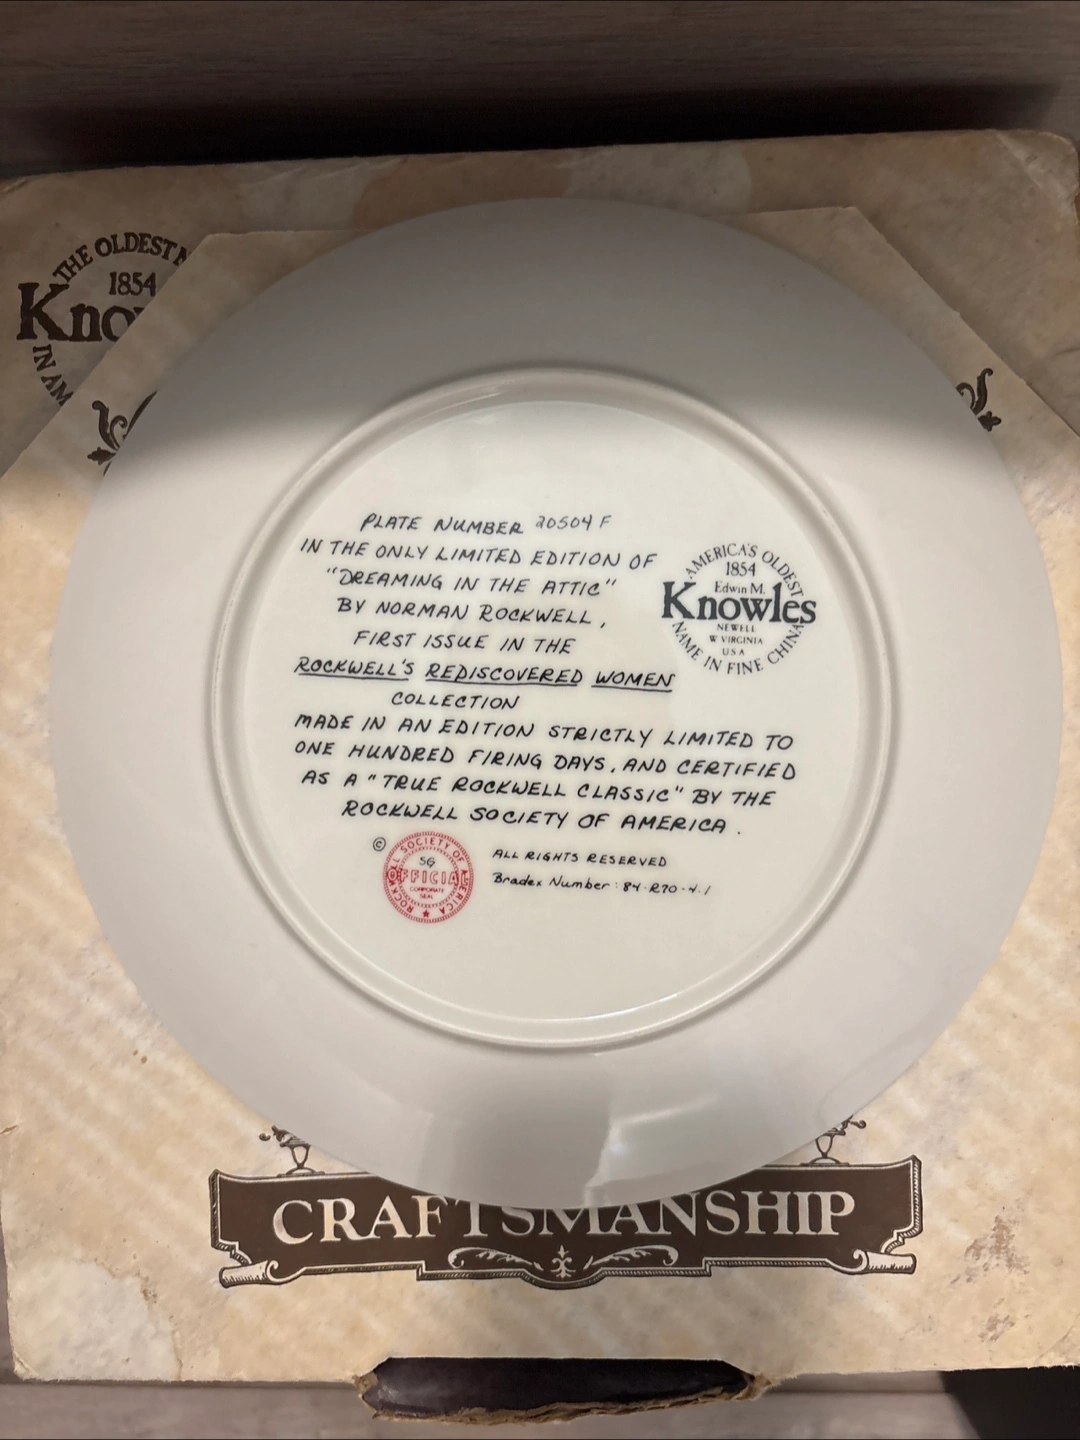 THE OLDEST
1854
IN
PLATE NUMBER 20504 F
IN THE ONLY LIMITED EDITION OF
"DREAMING IN THE ATTIC"
BY NORMAN ROCKWELL,
FIRST ISSUE IN THE
ROCKWELL'S REDISCOVERED WOMEN
COLLECTION
MADE IN AN EDITION STRICTLY LIMITED TO
ONE HUNDRED FIRING DAYS, AND CERTIFIED
AS A "TRUE ROCKWELL CLASSIC" BY THE
ROCKWELL SOCIETY OF AMERICA.
AMERICA'S OLDEST
1854
Edwin M.
Knowles
NEWELL
W VIRGINIA
USA
NAME IN FINE CHINA
©
ROCKWELL SOCIETY OF AMERICA
SG
OFFICIAL
CORPORATE
SEAL
ALL RIGHTS RESERVED
Bradex Number: 84-R70-4.1
CRAFTSMANSHIP